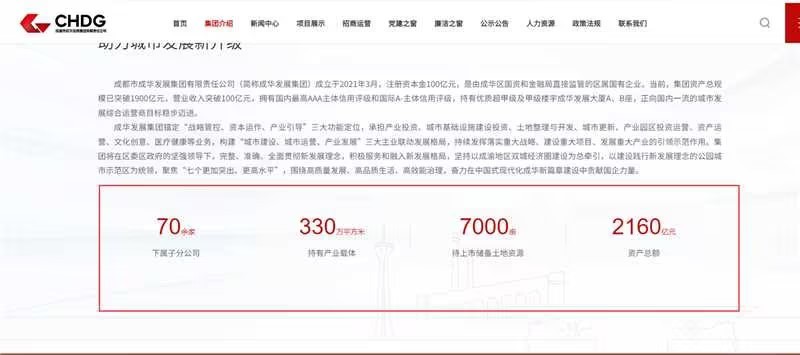 CHDG
成都市成华发展集团有限责任公司
首页 集团介绍 新闻中心 项目展示 招商运营 党建之窗 廉洁之窗 公示公告 人力资源 政策法规 联系我们
助力城市发展新升级
成都市成华发展集团有限责任公司（简称成华发展集团）成立于2021年3月，注册资本金100亿元，是由成华区国资和金融局直接监管的区属国有企业。当前，集团资产总规
模已突破1900亿元，营业收入突破100亿元，拥有国内最高AAA主体信用评级和国际A-主体信用评级，持有优质超甲级及甲级楼宇成华发展大厦A、B座，正向国内一流的城市发
展综合运营商目标稳步迈进。
成华发展集团锚定“战略管控、资本运作、产业引导”三大功能定位，承担产业投资、城市基础设施建设投资、土地整理与开发、城市更新、产业园区投资运营、资产运
营、文化创意、医疗健康等业务，构建“城市建设、城市运营、产业发展”三大主业联动发展格局，持续发挥落实重大战略、建设重大项目、发展重大产业的引领示范作用。集
团将在区委区政府的坚强领导下，完整、准确、全面贯彻新发展理念，积极服务和融入新发展格局，坚持以成渝地区双城经济圈建设为总牵引，以建设践行新发展理念的公园城
市示范区为统领，聚焦“七个更加突出、更高水平”，围绕高质量发展、高品质生活、高效能治理，奋力在中国式现代化成华新篇章建设中贡献国企力量。
70余家 330万平方米 7000亩 2160亿元
下属子分公司 持有产业载体 待上市储备土地资源 资产总额